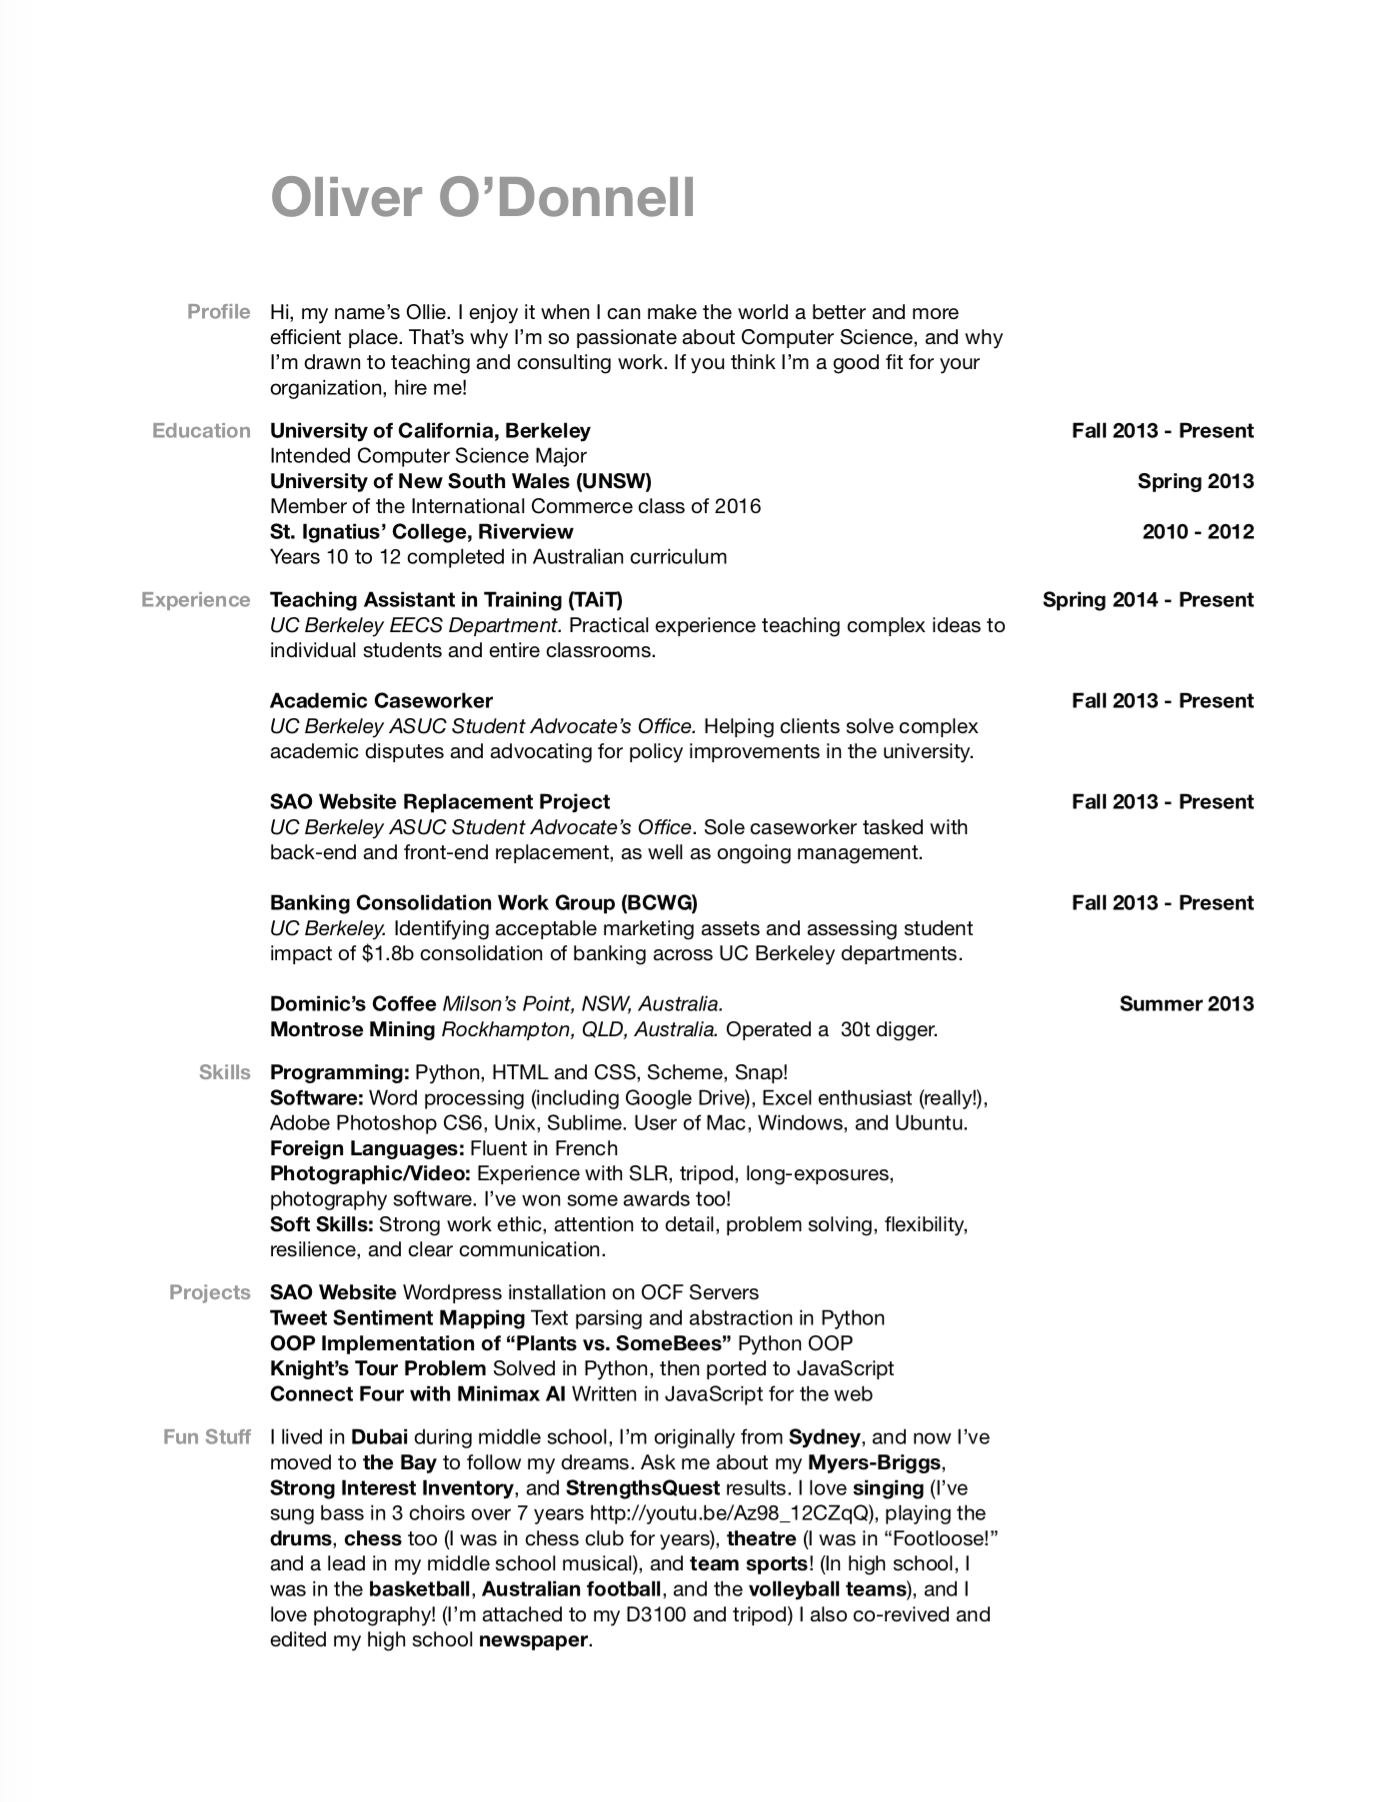 Oliver O’Donnell
Profile
Hi, my name’s Ollie. I enjoy it when I can make the world a better and more
efficient place. That’s why I’m so passionate about Computer Science, and why
I’m drawn to teaching and consulting work. If you think I’m a good fit for your
organization, hire me!
Education
University of California, Berkeley Fall 2013 - Present
Intended Computer Science Major
University of New South Wales (UNSW) Spring 2013
Member of the International Commerce class of 2016
St. Ignatius’ College, Riverview 2010 - 2012
Years 10 to 12 completed in Australian curriculum
Experience
Teaching Assistant in Training (TAiT) Spring 2014 - Present
UC Berkeley EECS Department. Practical experience teaching complex ideas to
individual students and entire classrooms.
Academic Caseworker Fall 2013 - Present
UC Berkeley ASUC Student Advocate’s Office. Helping clients solve complex
academic disputes and advocating for policy improvements in the university.
SAO Website Replacement Project Fall 2013 - Present
UC Berkeley ASUC Student Advocate’s Office. Sole caseworker tasked with
back-end and front-end replacement, as well as ongoing management.
Banking Consolidation Work Group (BCWG) Fall 2013 - Present
UC Berkeley. Identifying acceptable marketing assets and assessing student
impact of $1.8b consolidation of banking across UC Berkeley departments.
Dominic’s Coffee Milson’s Point, NSW, Australia. Summer 2013
Montrose Mining Rockhampton, QLD, Australia. Operated a  30t digger.
Skills
Programming: Python, HTML and CSS, Scheme, Snap!
Software: Word processing (including Google Drive), Excel enthusiast (really!),
Adobe Photoshop CS6, Unix, Sublime. User of Mac, Windows, and Ubuntu.
Foreign Languages: Fluent in French
Photographic/Video: Experience with SLR, tripod, long-exposures,
photography software. I’ve won some awards too!
Soft Skills: Strong work ethic, attention to detail, problem solving, flexibility,
resilience, and clear communication.
Projects
SAO Website Wordpress installation on OCF Servers
Tweet Sentiment Mapping Text parsing and abstraction in Python
OOP Implementation of “Plants vs. SomeBees” Python OOP
Knight’s Tour Problem Solved in Python, then ported to JavaScript
Connect Four with Minimax AI Written in JavaScript for the web
Fun Stuff
I lived in Dubai during middle school, I’m originally from Sydney, and now I’ve
moved to the Bay to follow my dreams. Ask me about my Myers-Briggs,
Strong Interest Inventory, and StrengthsQuest results. I love singing (I’ve
sung bass in 3 choirs over 7 years http://youtu.be/Az98_12CZqQ), playing the
drums, chess too (I was in chess club for years), theatre (I was in “Footloose!”
and a lead in my middle school musical), and team sports! (In high school, I
was in the basketball, Australian football, and the volleyball teams), and I
love photography! (I’m attached to my D3100 and tripod) I also co-revived and
edited my high school newspaper.